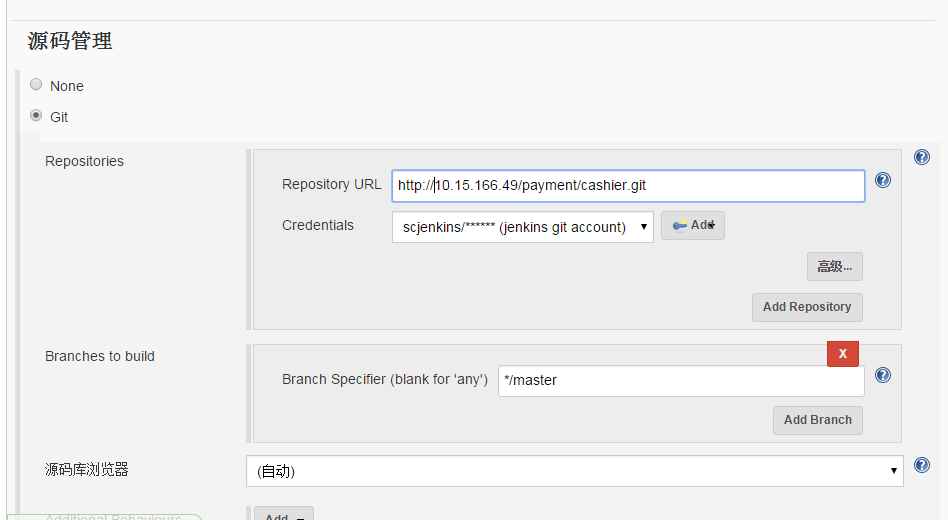 源码管理
None
Git
Repositories
Repository URL http://10.15.166.49/payment/cashier.git
Credentials scjenkins/****** (jenkins git account) Add
高级...
Add Repository
Branches to build
X
Branch Specifier (blank for 'any') */master
Add Branch
源码库浏览器 (自动)
Additional Behaviours Add